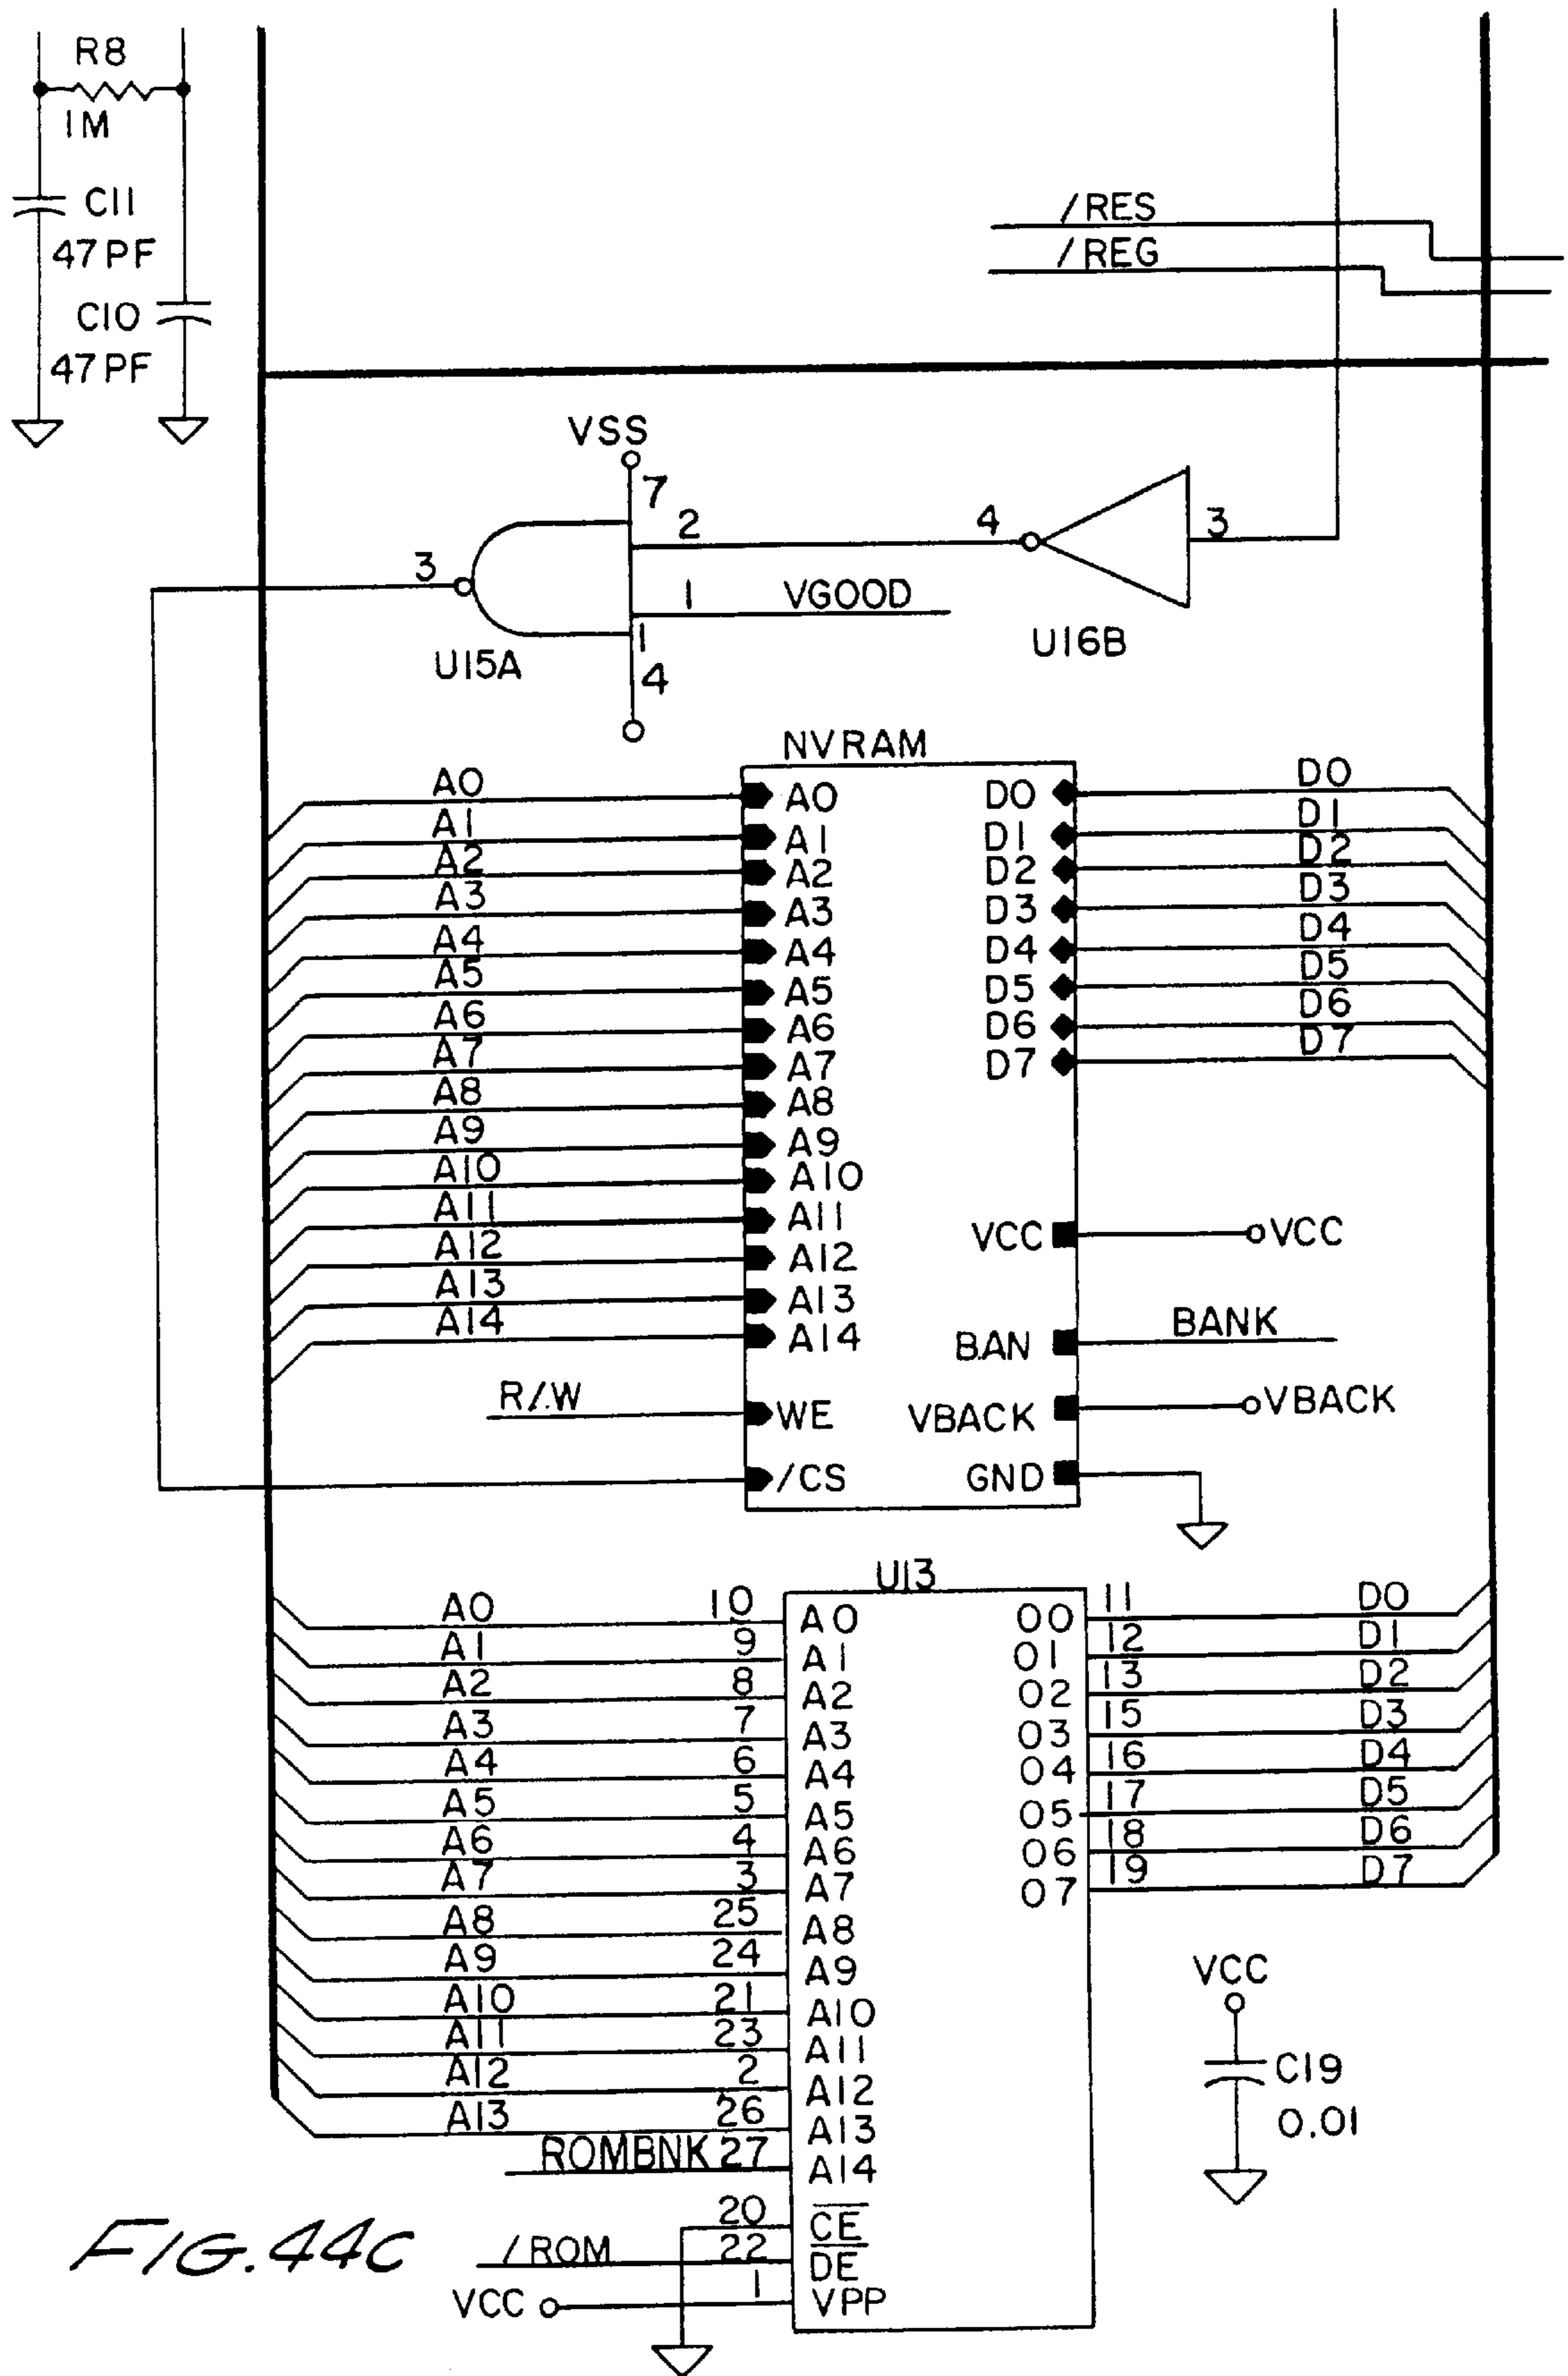 R8
1M
C11
47PF
C10
47PF
/RES
/REG
VSS
7
2
4
3
3
1
VGOOD
1
4
U15A
U16B
NVRAM
A0 A0 D0 D0
A1 A1 D1 D1
A2 A2 D2 D2
A3 A3 D3 D3
A4 A4 D4 D4
A5 A5 D5 D5
A6 A6 D6 D6
A7 A7 D7 D7
A8 A8
A9 A9
A10 A10
A11 A11
A12 A12 VCC VCC
A13 A13
A14 A14 BAN BANK
R/W WE VBACK VBACK
/CS GND
U13
A0 10 A0 O0 11 D0
A1 9 A1 O1 12 D1
A2 8 A2 O2 13 D2
A3 7 A3 O3 15 D3
A4 6 A4 O4 16 D4
A5 5 A5 O5 17 D5
A6 4 A6 O6 18 D6
A7 3 A7 O7 19 D7
A8 25 A8
A9 24 A9
A10 21 A10
A11 23 A11
A12 2 A12
A13 26 A13
ROMBNK 27 A14
20 CE
/ROM 22 DE
VCC 1 VPP
VCC
C19
0.01
FIG.44C